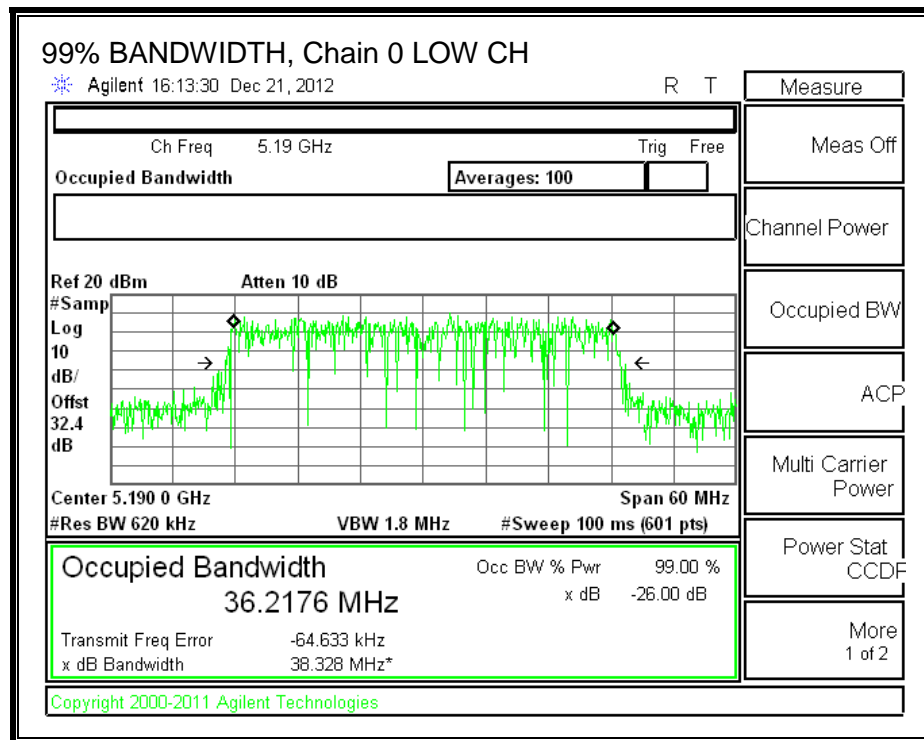 99% BANDWIDTH, Chain 0 LOW CH
Agilent 16:13:30 Dec 21, 2012 R T
Measure
Ch Freq 5.19 GHz Trig Free
Meas Off
Occupied Bandwidth Averages: 100
Channel Power
Ref 20 dBm Atten 10 dB
#Samp
Log
10
dB/
Offst
32.4
dB
Occupied BW
ACP
Multi Carrier
Power
Center 5.190 0 GHz Span 60 MHz
#Res BW 620 kHz VBW 1.8 MHz #Sweep 100 ms (601 pts)
Power Stat
CCDF
Occupied Bandwidth Occ BW % Pwr 99.00 %
36.2176 MHz x dB -26.00 dB
Transmit Freq Error -64.633 kHz
x dB Bandwidth 38.328 MHz*
More
1 of 2
Copyright 2000-2011 Agilent Technologies